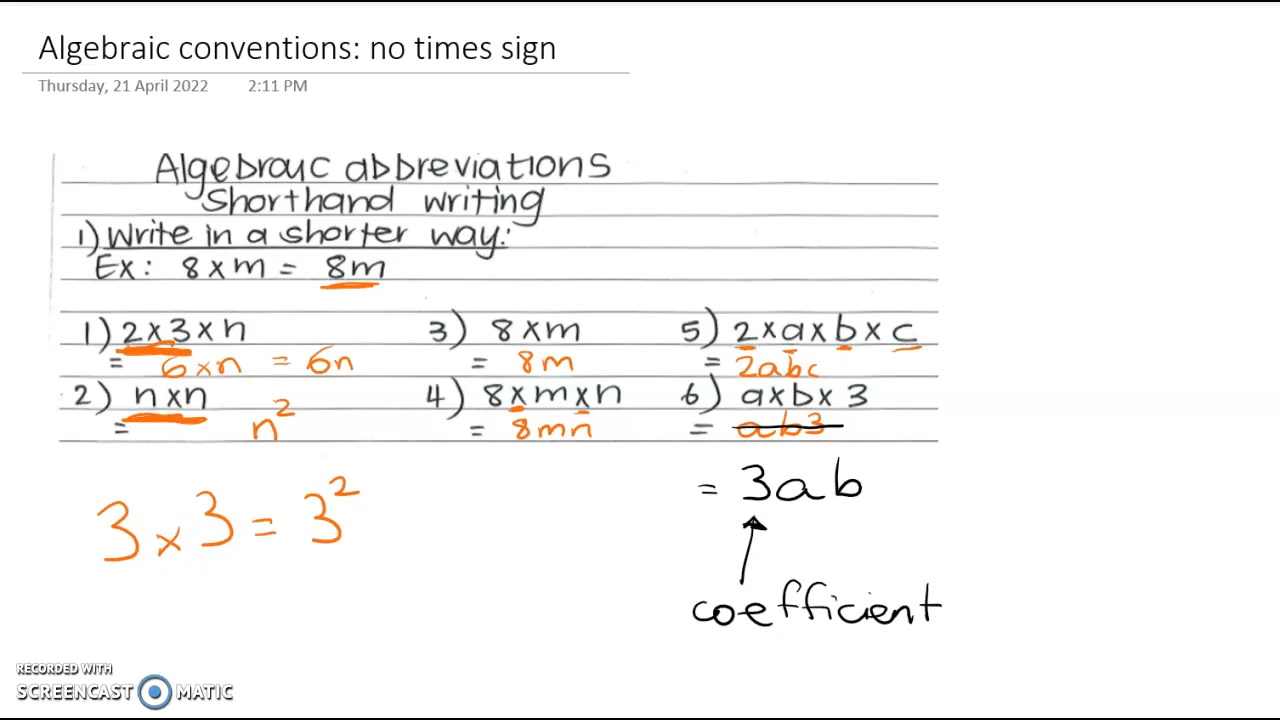 Algebraic conventions: no times sign
Thursday, 21 April 2022 2:11 PM
Algebraic abbreviations
Shorthand writing
1) Write in a shorter way:
Ex: 8 × m = 8m
1) 2 × 3 × n 3) 8 × m 5) 2 × a × b × c
= 6 × n = 6n = 8m = 2abc
2) n × n 4) 8 × m × n 6) a × b × 3
= n² = 8mn = ab3
= 3ab
3 × 3 = 3²
coefficient
RECORDED WITH
SCREENCAST MATIC